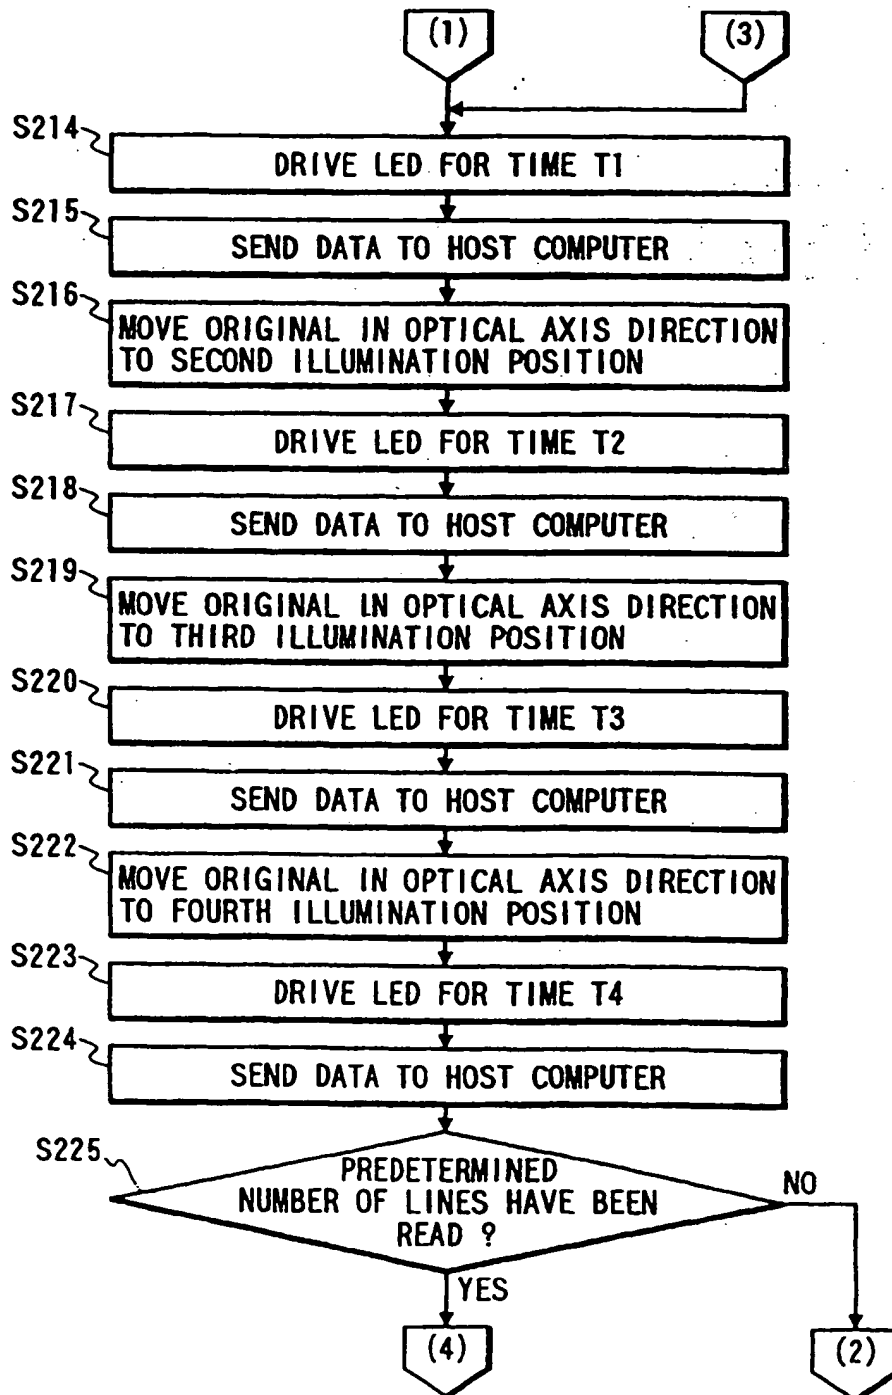 (1)
(3)
S214
DRIVE LED FOR TIME T1
S215
SEND DATA TO HOST COMPUTER
S216
MOVE ORIGINAL IN OPTICAL AXIS DIRECTION
TO SECOND ILLUMINATION POSITION
S217
DRIVE LED FOR TIME T2
S218
SEND DATA TO HOST COMPUTER
S219
MOVE ORIGINAL IN OPTICAL AXIS DIRECTION
TO THIRD ILLUMINATION POSITION
S220
DRIVE LED FOR TIME T3
S221
SEND DATA TO HOST COMPUTER
S222
MOVE ORIGINAL IN OPTICAL AXIS DIRECTION
TO FOURTH ILLUMINATION POSITION
S223
DRIVE LED FOR TIME T4
S224
SEND DATA TO HOST COMPUTER
S225
PREDETERMINED
NUMBER OF LINES HAVE BEEN
READ ?
NO
YES
(4)
(2)